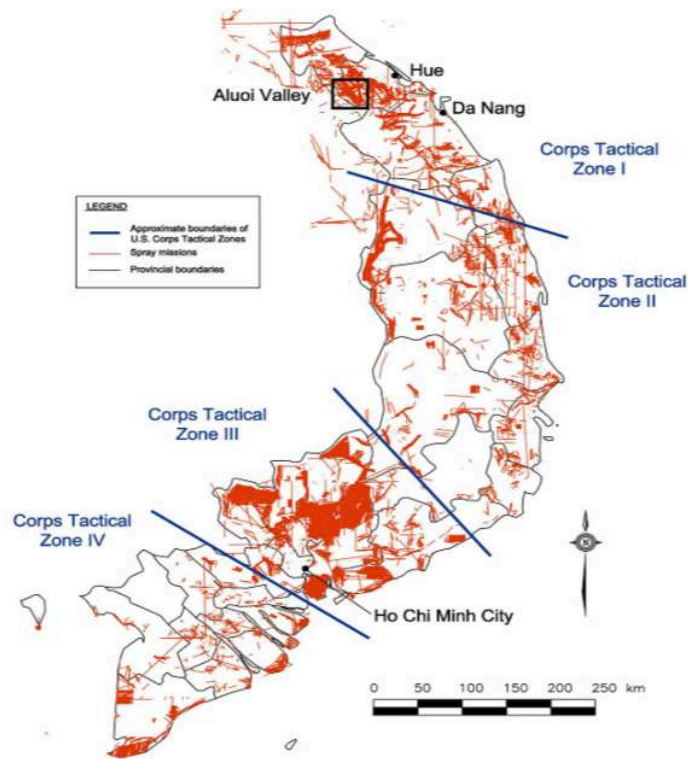 Hue
Aluoi Valley
Da Nang
Corps Tactical
Zone I
LEGEND
Approximate boundaries of
U.S. Corps Tactical Zones
Spray missions
Provincial boundaries
Corps Tactical
Zone II
Corps Tactical
Zone III
Corps Tactical
Zone IV
N
Ho Chi Minh City
0 50 100 150 200 250 km